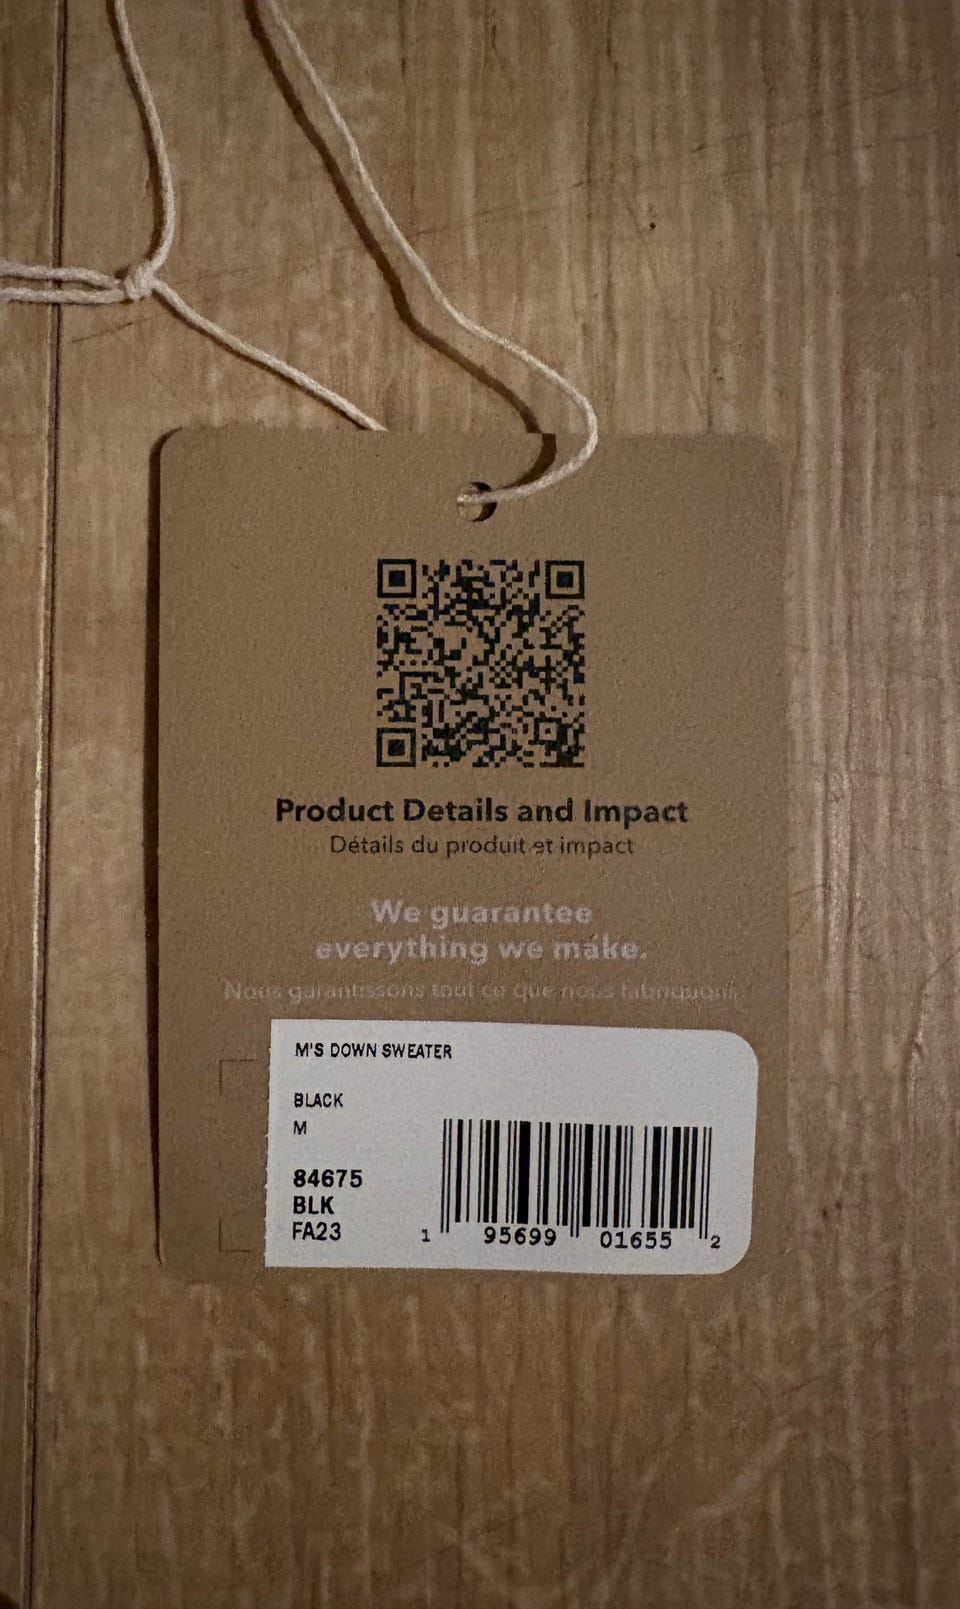 Product Details and Impact
Détails du produit et impact
We guarantee
everything we make.
Nous garantissons tout ce que nous fabriquons.
M'S DOWN SWEATER
BLACK
M
84675
BLK
FA23
1 95699 01655 2